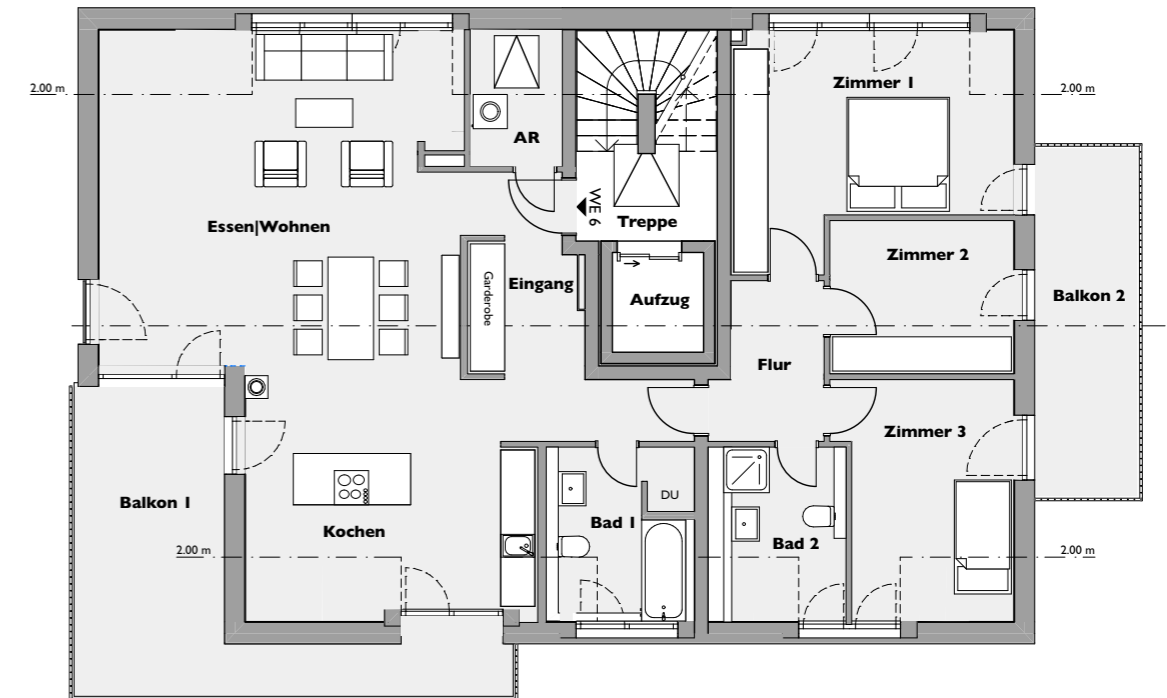 Zimmer 1
2.00 m
2.00 m
AR
WE 6
Treppe
Essen|Wohnen
Zimmer 2
Eingang
Garderobe
Aufzug
Balkon 2
Flur
Zimmer 3
Balkon 1
DU
Kochen
Bad 1
Bad 2
2.00 m
2.00 m